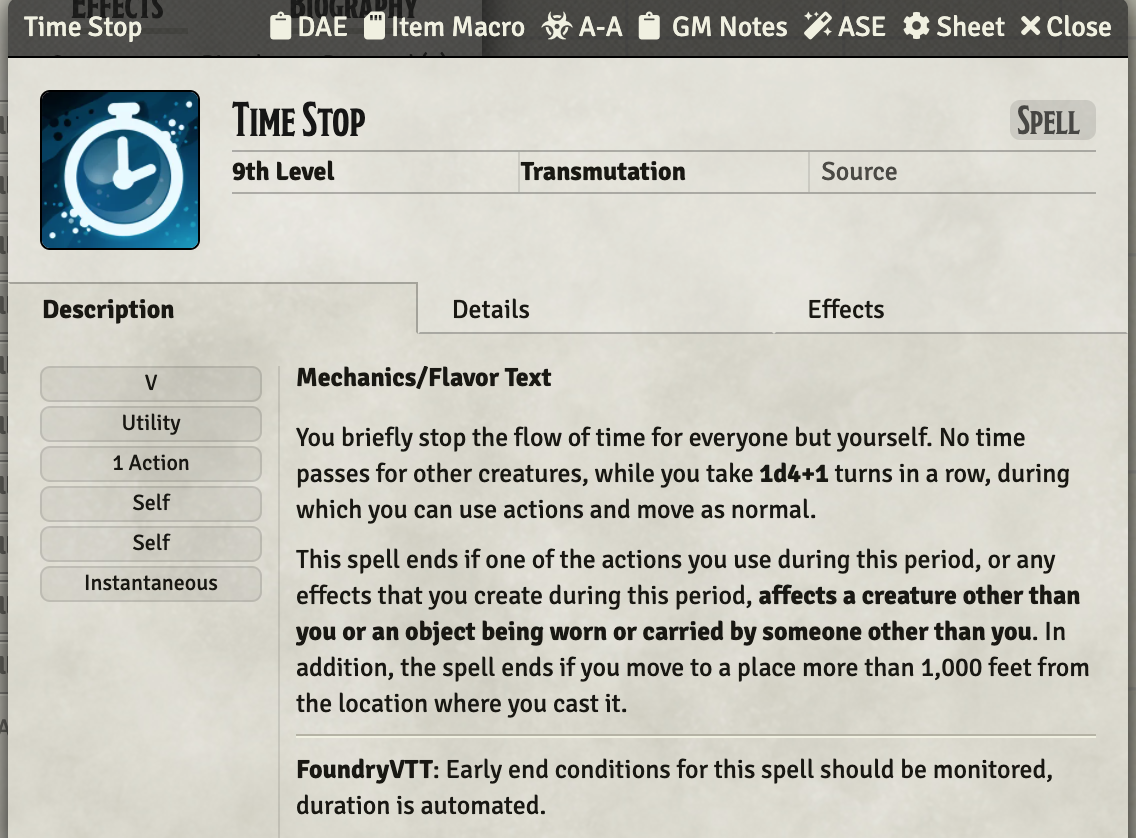 EFFECTS
BIOGRAPHY
Time Stop
DAE
Item Macro
A-A
GM Notes
ASE
Sheet
Close
TIME STOP
SPELL
9th Level
Transmutation
Source
Description
Details
Effects
V
Utility
1 Action
Self
Self
Instantaneous
Mechanics/Flavor Text
You briefly stop the flow of time for everyone but yourself. No time
passes for other creatures, while you take 1d4+1 turns in a row, during
which you can use actions and move as normal.
This spell ends if one of the actions you use during this period, or any
effects that you create during this period, affects a creature other than
you or an object being worn or carried by someone other than you. In
addition, the spell ends if you move to a place more than 1,000 feet from
the location where you cast it.
FoundryVTT: Early end conditions for this spell should be monitored,
duration is automated.